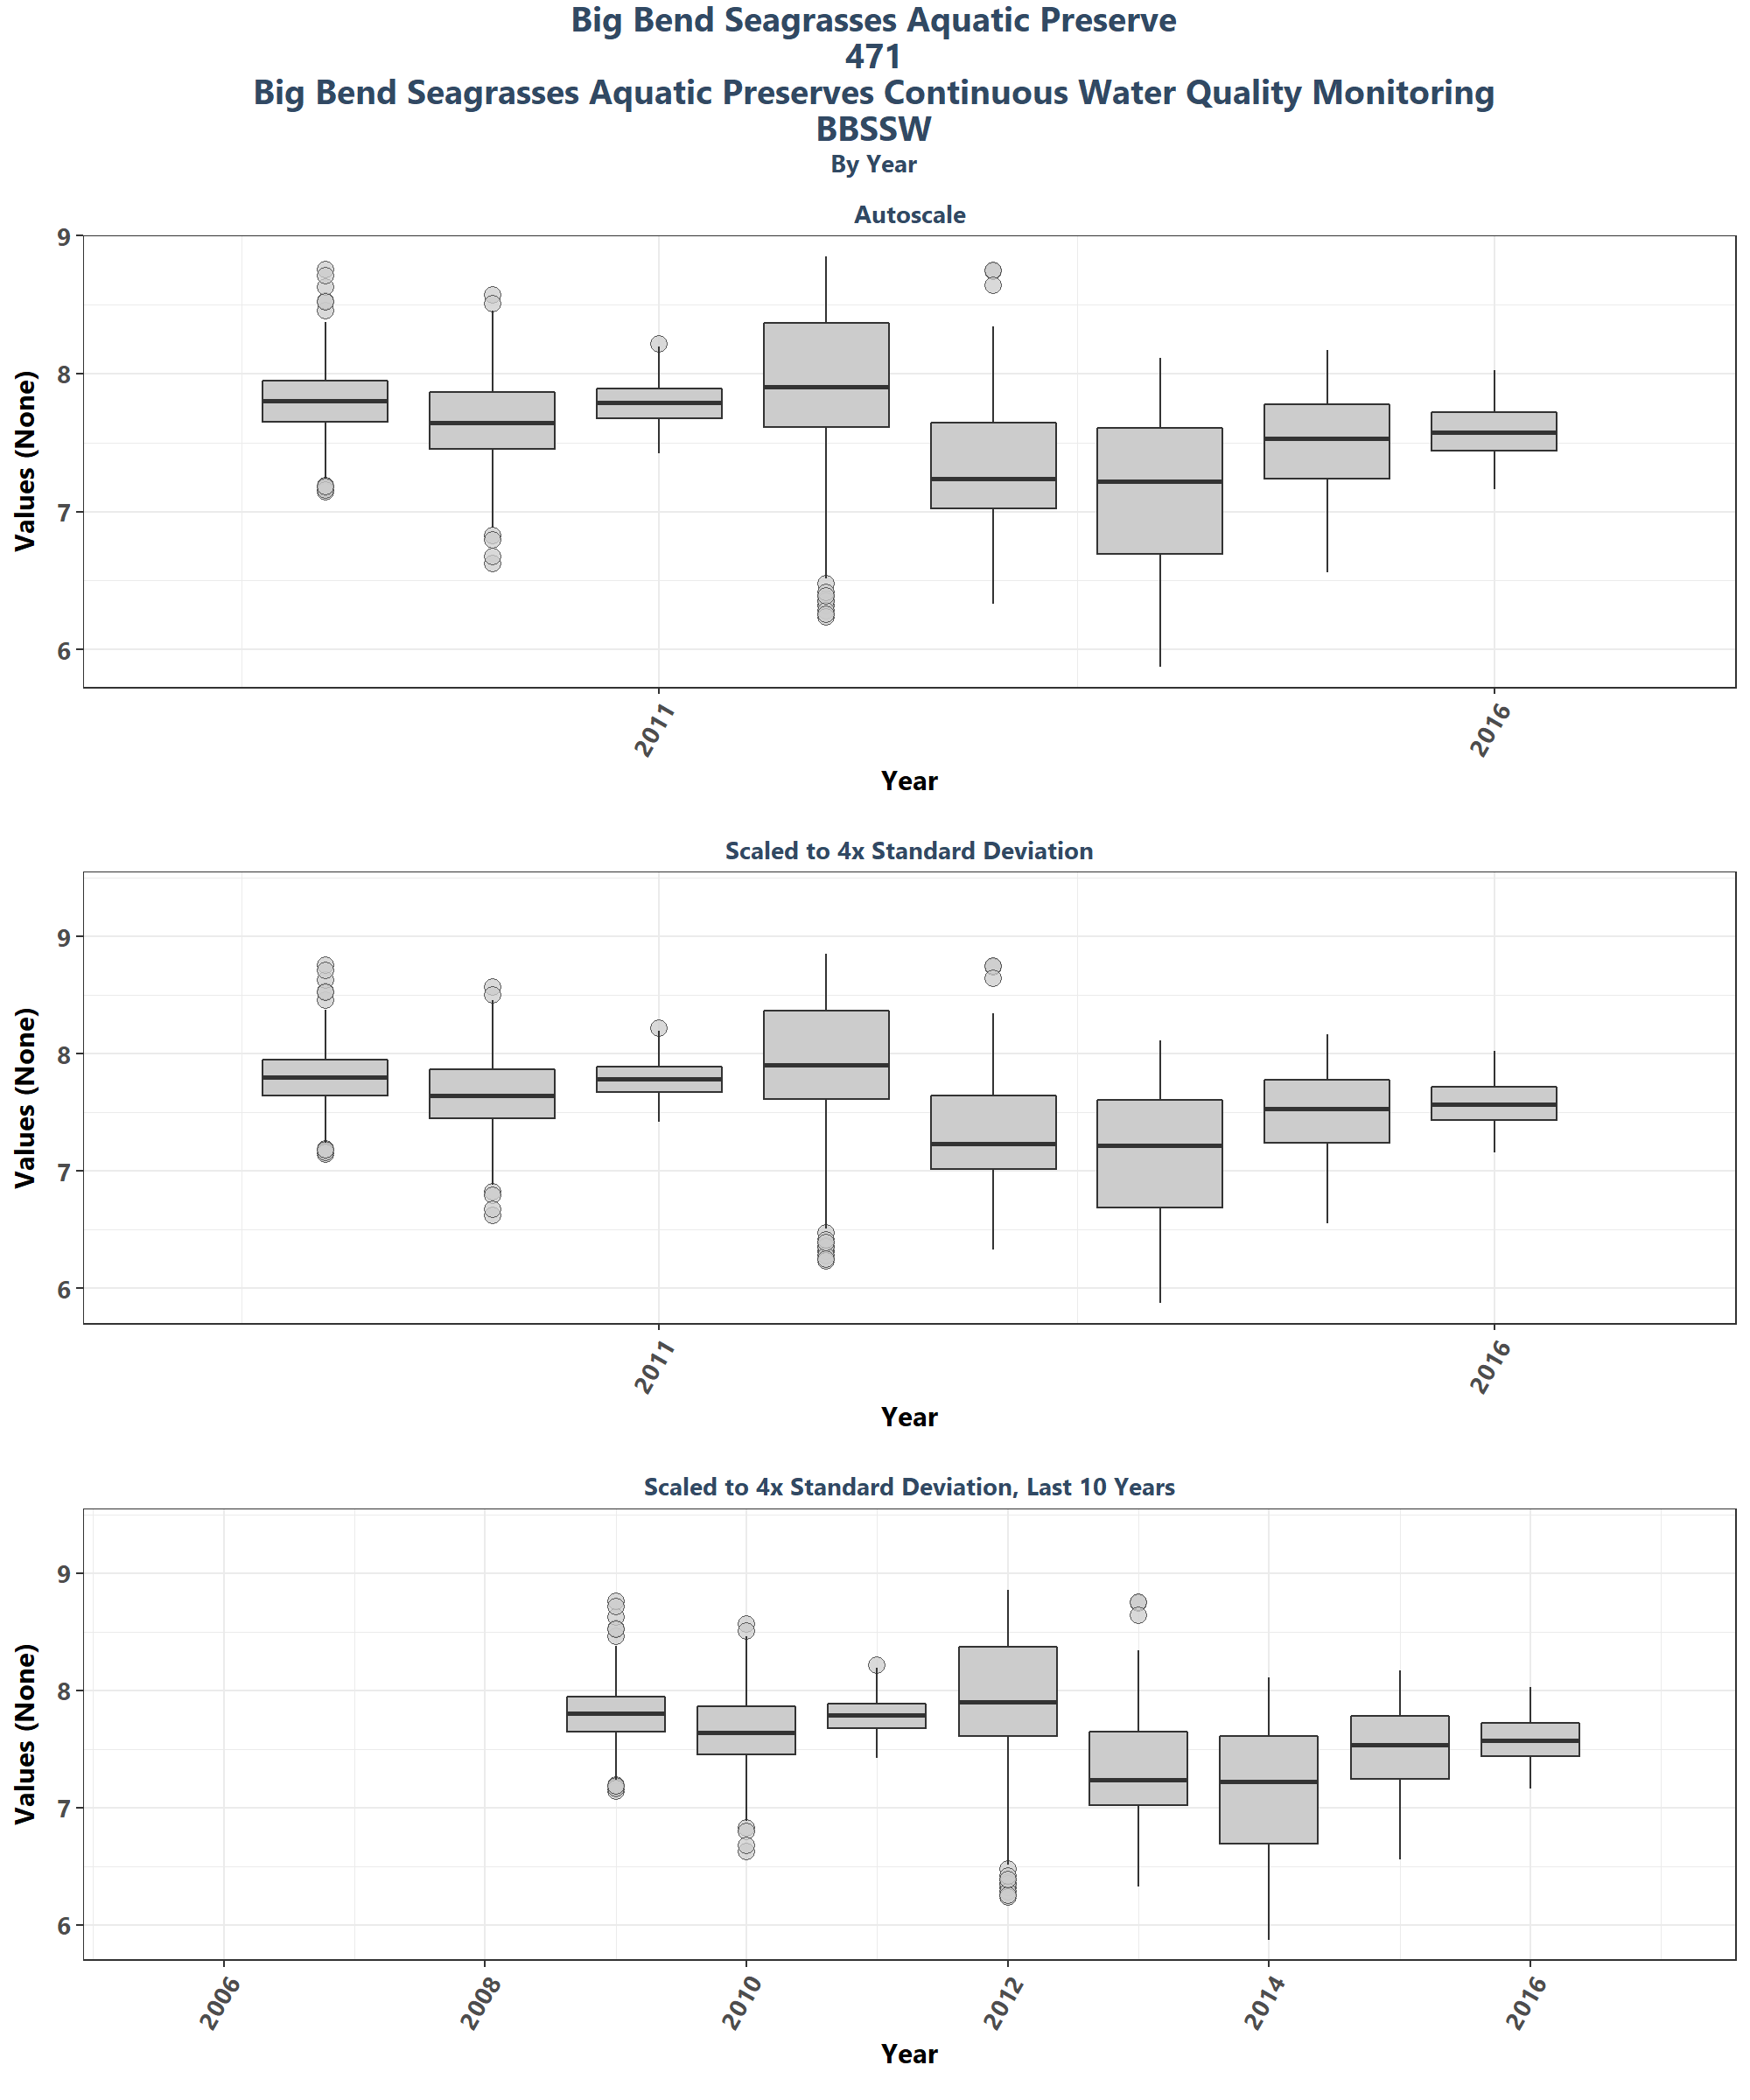 Big Bend Seagrasses Aquatic Preserve
471
Big Bend Seagrasses Aquatic Preserves Continuous Water Quality Monitoring
BBSSW
By Year
Autoscale
Values (None)
9
8
7
6
2011
2016
Year
Scaled to 4x Standard Deviation
Values (None)
9
8
7
6
2011
2016
Year
Scaled to 4x Standard Deviation, Last 10 Years
Values (None)
9
8
7
6
2006
2008
2010
2012
2014
2016
Year